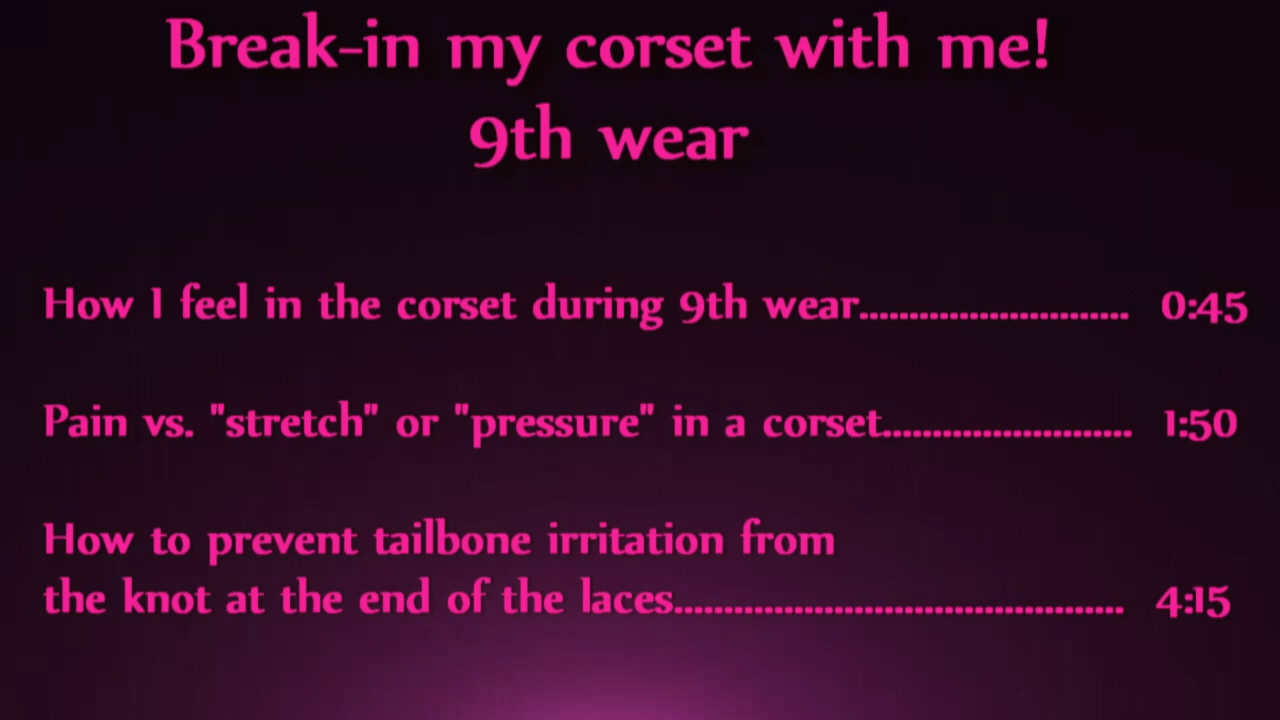 Break-in my corset with me!
9th wear
How I feel in the corset during 9th wear........................... 0:45
Pain vs. "stretch" or "pressure" in a corset......................... 1:50
How to prevent tailbone irritation from
the knot at the end of the laces............................................. 4:15